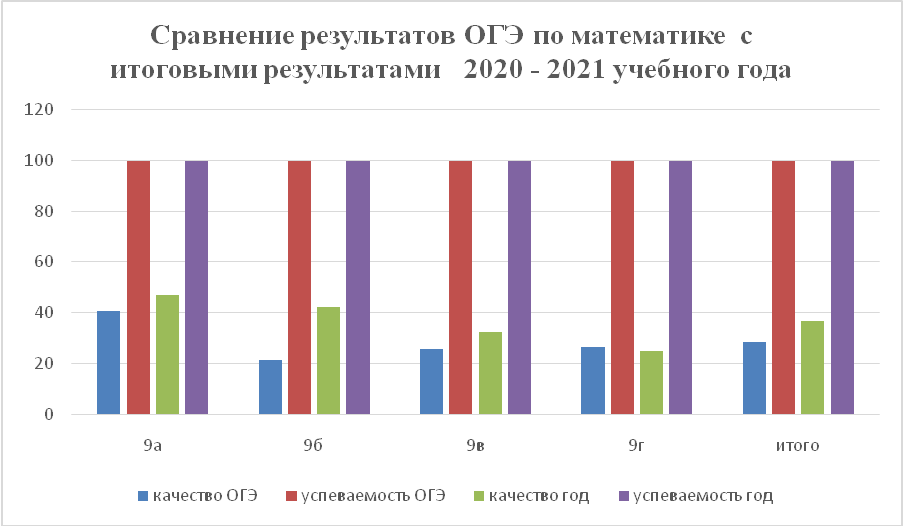 Сравнение результатов ОГЭ по математике с
итоговыми результатами 2020 - 2021 учебного года
120
100
80
60
40
20
0
9а 9б 9в 9г итого
качество ОГЭ успеваемость ОГЭ качество год успеваемость год